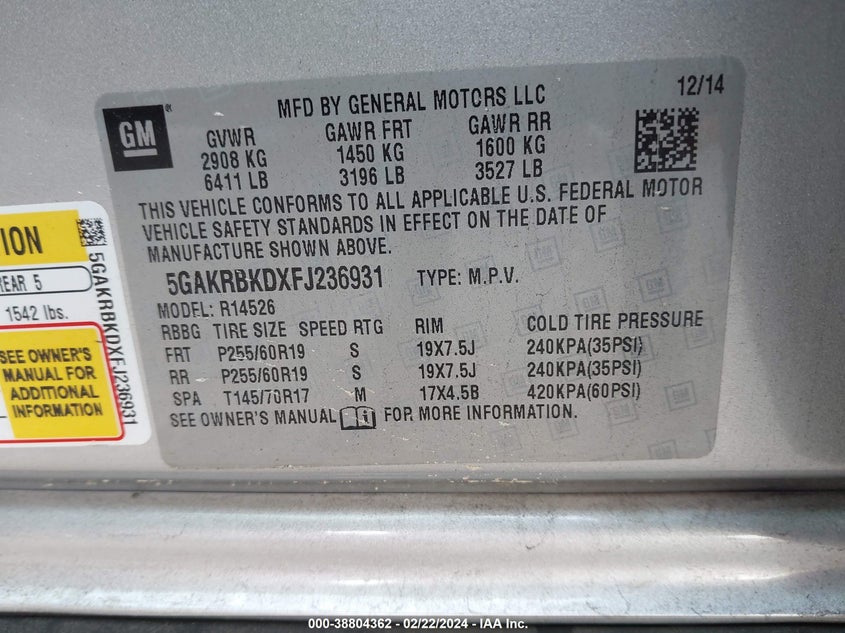 12/14
MFD BY GENERAL MOTORS LLC
GM
®
GVWR GAWR FRT GAWR RR
2908 KG 1450 KG 1600 KG
6411 LB 3196 LB 3527 LB
THIS VEHICLE CONFORMS TO ALL APPLICABLE U.S. FEDERAL MOTOR
VEHICLE SAFETY STANDARDS IN EFFECT ON THE DATE OF
MANUFACTURE SHOWN ABOVE.
5GAKRBKDXFJ236931 TYPE: M.P.V.
MODEL: R14526
RBBG TIRE SIZE SPEED RTG RIM COLD TIRE PRESSURE
FRT P255/60R19 S 19X7.5J 240KPA(35PSI)
RR P255/60R19 S 19X7.5J 240KPA(35PSI)
SPA T145/70R17 M 17X4.5B 420KPA(60PSI)
SEE OWNER'S MANUAL FOR MORE INFORMATION.
TION
REAR 5
1542 lbs.
SEE OWNER'S
MANUAL FOR
ADDITIONAL
INFORMATION
5GAKRBKDXFJ236931
000-38804362 - 02/22/2024 - IAA Inc.